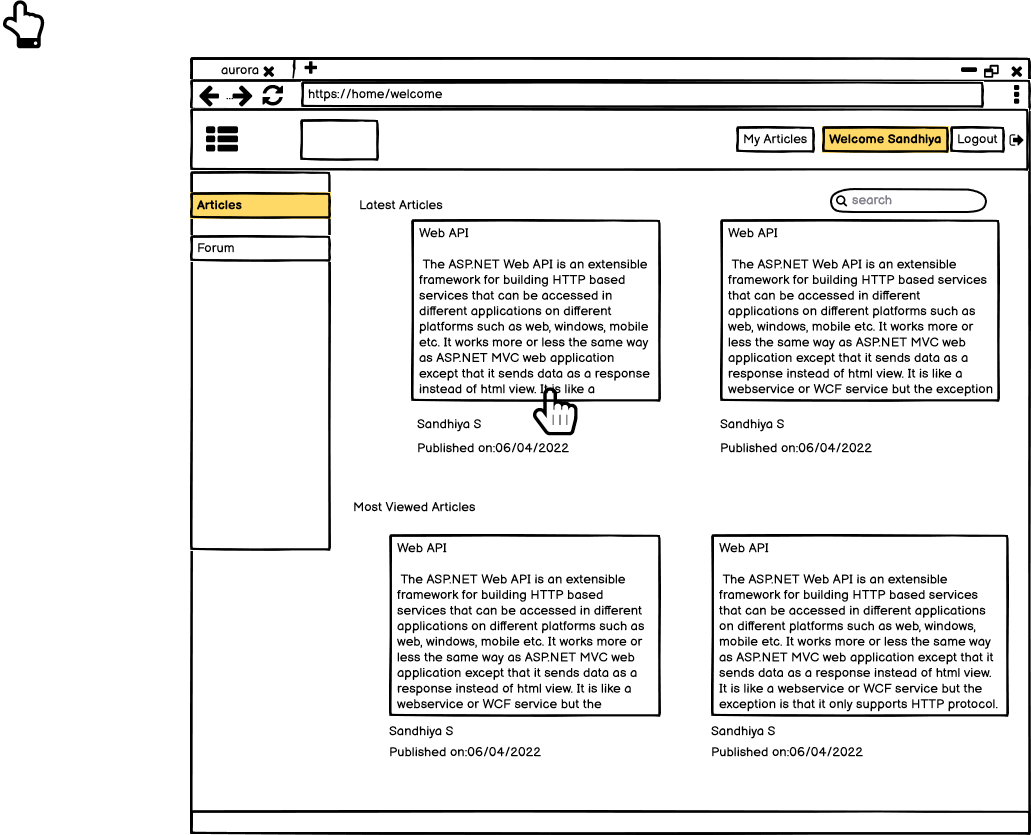 aurora
https://home/welcome
My Articles
Welcome Sandhiya
Logout
Articles
Forum
Latest Articles
search
Web API
The ASP.NET Web API is an extensible
framework for building HTTP based
services that can be accessed in
different applications on different
platforms such as web, windows, mobile
etc. It works more or less the same way
as ASP.NET MVC web application
except that it sends data as a response
instead of html view. It is like a
Sandhiya S
Published on:06/04/2022
Web API
The ASP.NET Web API is an extensible
framework for building HTTP based services
that can be accessed in different
applications on different platforms such as
web, windows, mobile etc. It works more or
less the same way as ASP.NET MVC web
application except that it sends data as a
response instead of html view. It is like a
webservice or WCF service but the exception
Sandhiya S
Published on:06/04/2022
Most Viewed Articles
Web API
The ASP.NET Web API is an extensible
framework for building HTTP based
services that can be accessed in different
applications on different platforms such as
web, windows, mobile etc. It works more or
less the same way as ASP.NET MVC web
application except that it sends data as a
response instead of html view. It is like a
webservice or WCF service but the
Sandhiya S
Published on:06/04/2022
Web API
The ASP.NET Web API is an extensible
framework for building HTTP based services
that can be accessed in different applications
on different platforms such as web, windows,
mobile etc. It works more or less the same way
as ASP.NET MVC web application except that it
sends data as a response instead of html view.
It is like a webservice or WCF service but the
exception is that it only supports HTTP protocol.
Sandhiya S
Published on:06/04/2022